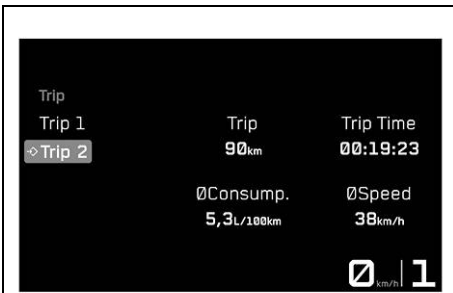 Trip
Trip 1 Trip Trip Time
Trip 2 90km 00:19:23
ØConsump. ØSpeed
5,3L/100km 38km/h
0 km/h 1